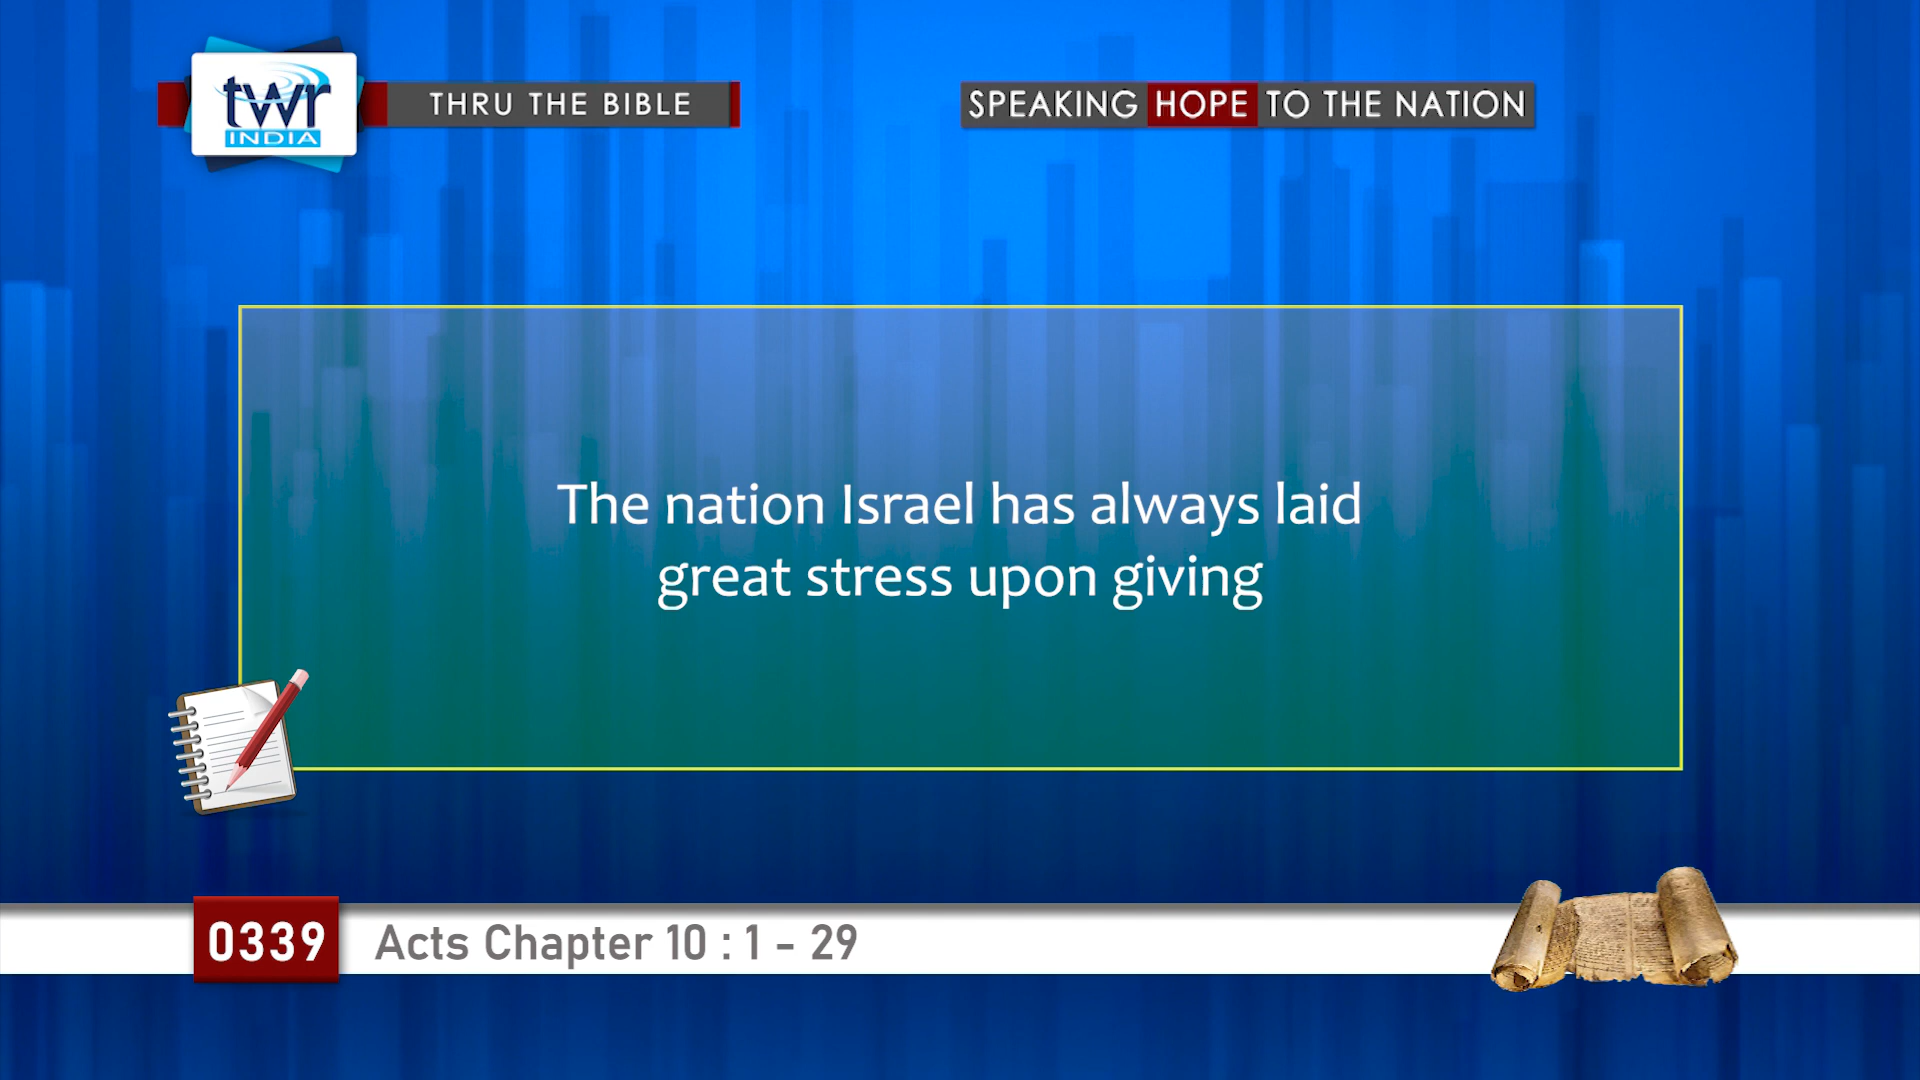 twr
INDIA
THRU THE BIBLE
SPEAKING HOPE TO THE NATION
The nation Israel has always laid
great stress upon giving
0339
Acts Chapter 10 : 1 - 29